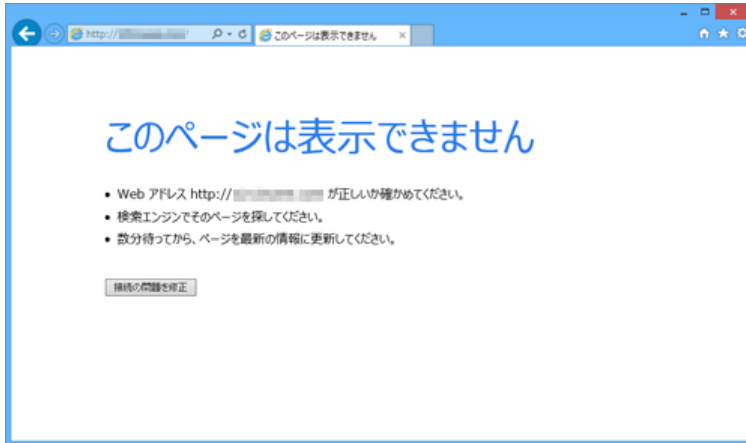 http://
このページは表示できません
このページは表示できません
• Web アドレス http:// が正しいか確かめてください。
• 検索エンジンでそのページを探してください。
• 数分待ってから、ページを最新の情報に更新してください。
接続の問題を修正